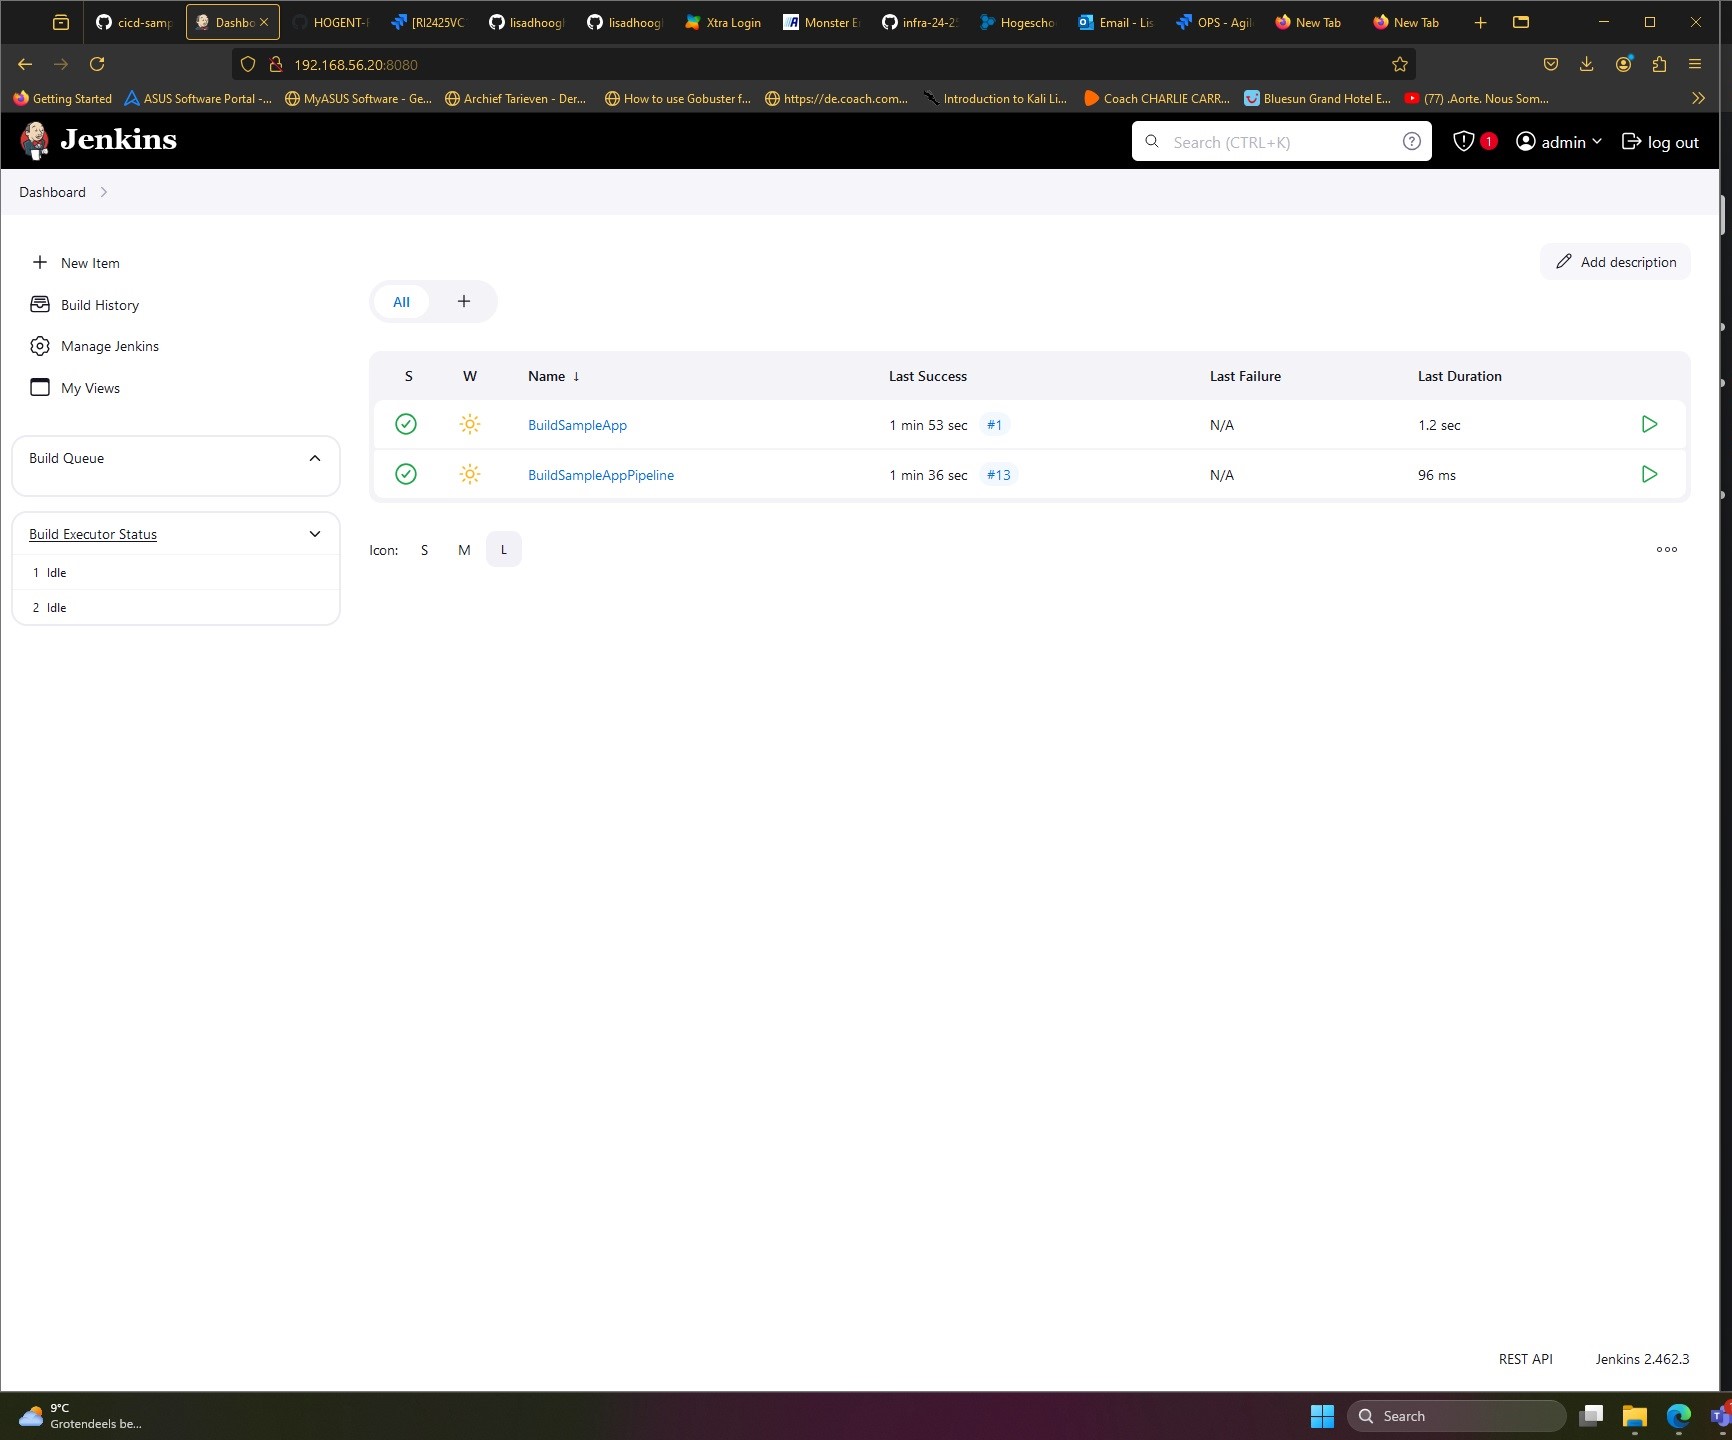 cicd-samp
Dashbo
HOGENT-
[RI2425VC
lisadhoogh
lisadhoogl
Xtra Login
Monster E
infra-24-25
Hogescho
Email - Lis
OPS - Agil
New Tab
New Tab
192.168.56.20:8080
Getting Started
ASUS Software Portal -...
MyASUS Software - Ge...
Archief Tarieven - Der...
How to use Gobuster f...
https://de.coach.com...
Introduction to Kali Li...
Coach CHARLIE CARR...
Bluesun Grand Hotel E...
(77) .Aorte. Nous Som...
Jenkins
Search (CTRL+K)
1
admin
log out
Dashboard
New Item
Build History
Manage Jenkins
My Views
Add description
All +
S W Name ↓ Last Success Last Failure Last Duration
BuildSampleApp 1 min 53 sec #1 N/A 1.2 sec
BuildSampleAppPipeline 1 min 36 sec #13 N/A 96 ms
Icon: S M L
Build Queue
Build Executor Status
1 Idle
2 Idle
REST API
Jenkins 2.462.3
9°C
Grotendeels be...
Search